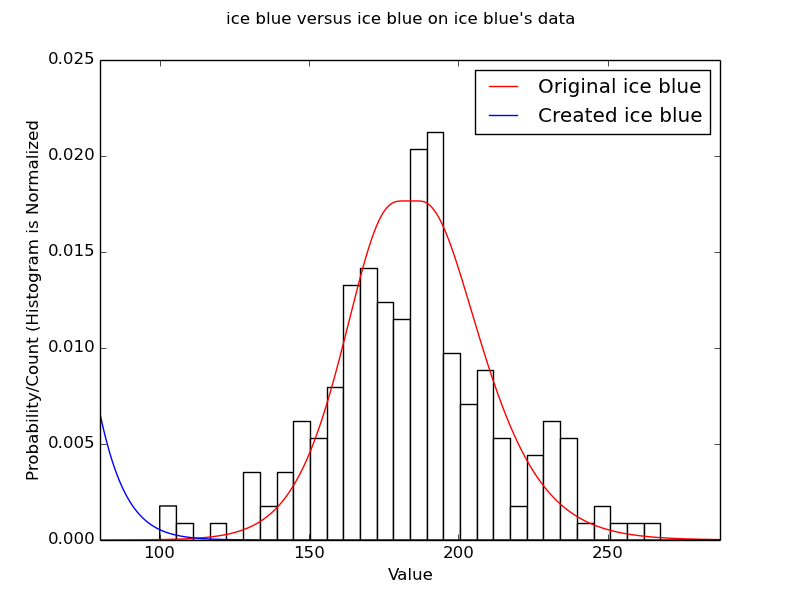 ice blue versus ice blue on ice blue's data
Original ice blue
Created ice blue
0.025
0.020
0.015
0.010
0.005
0.000
Probability/Count (Histogram is Normalized
100 150 200 250
Value